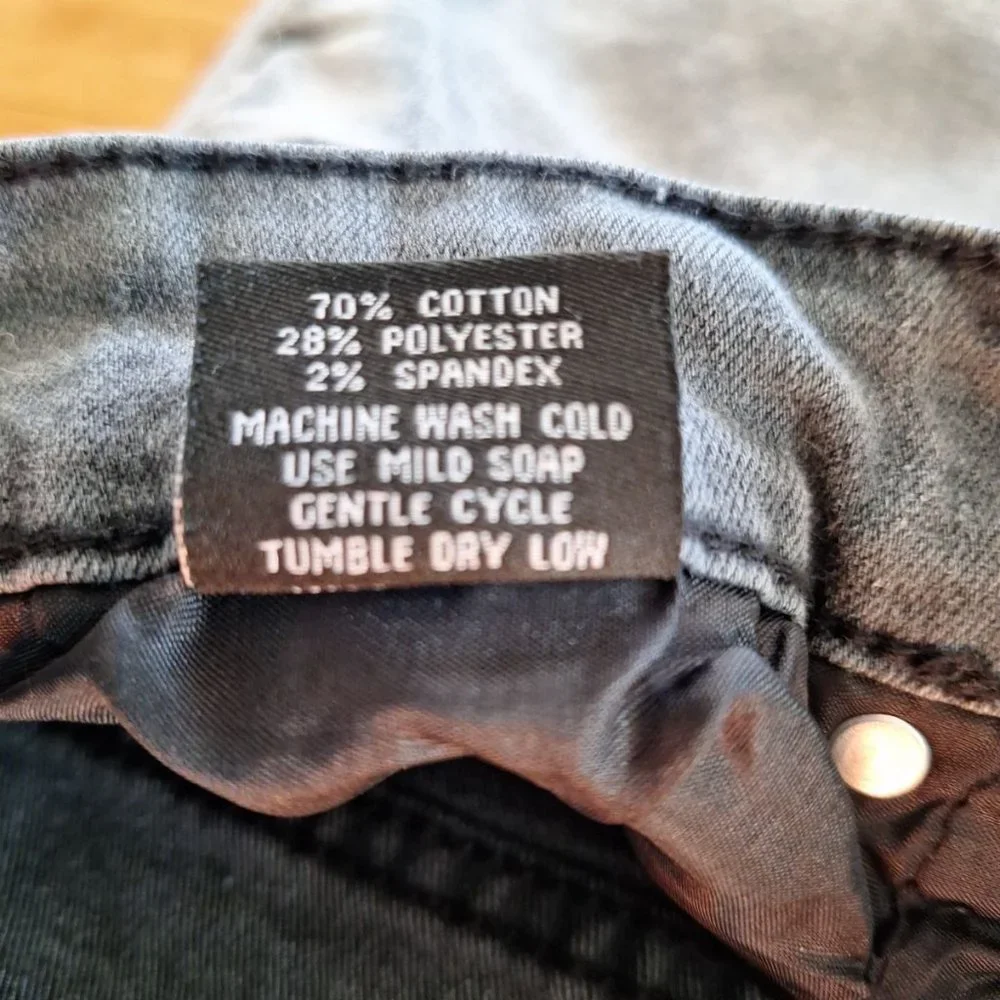 70% COTTON
28% POLYESTER
2% SPANDEX
MACHINE WASH COLD
USE MILD SOAP
GENTLE CYCLE
TUMBLE DRY LOW